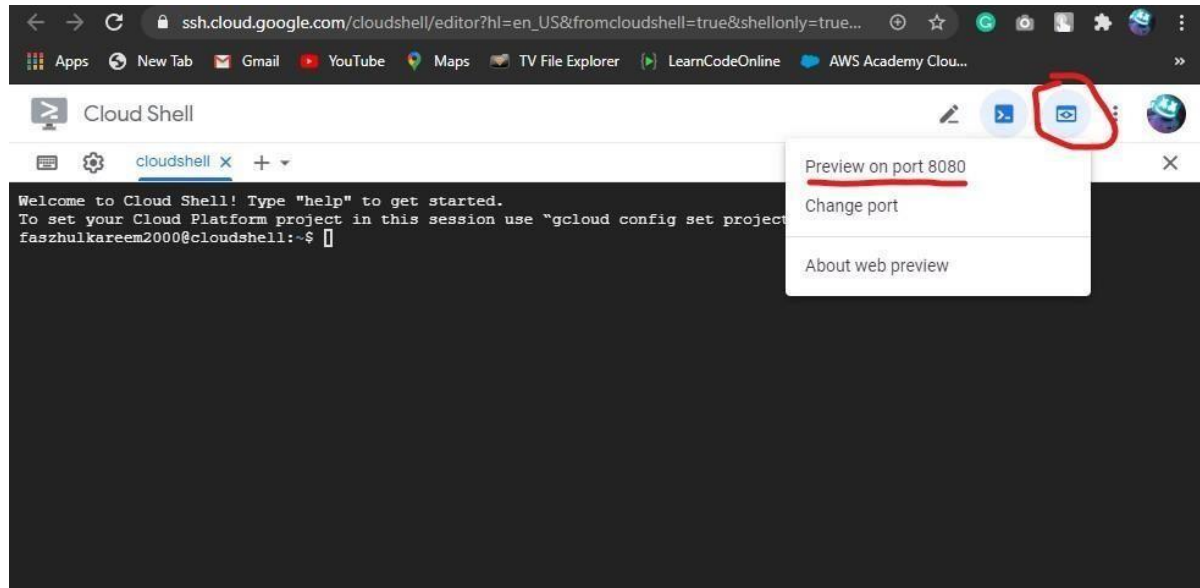 ssh.cloud.google.com/cloudshell/editor?hl=en_US&fromcloudshell=true&shellonly=true...
Apps New Tab Gmail YouTube Maps TV File Explorer LearnCodeOnline AWS Academy Clou... »
Cloud Shell
cloudshell
Preview on port 8080
Change port
About web preview
Welcome to Cloud Shell! Type "help" to get started.
To set your Cloud Platform project in this session use “gcloud config set project
faszhulkareem2000@cloudshell:~$